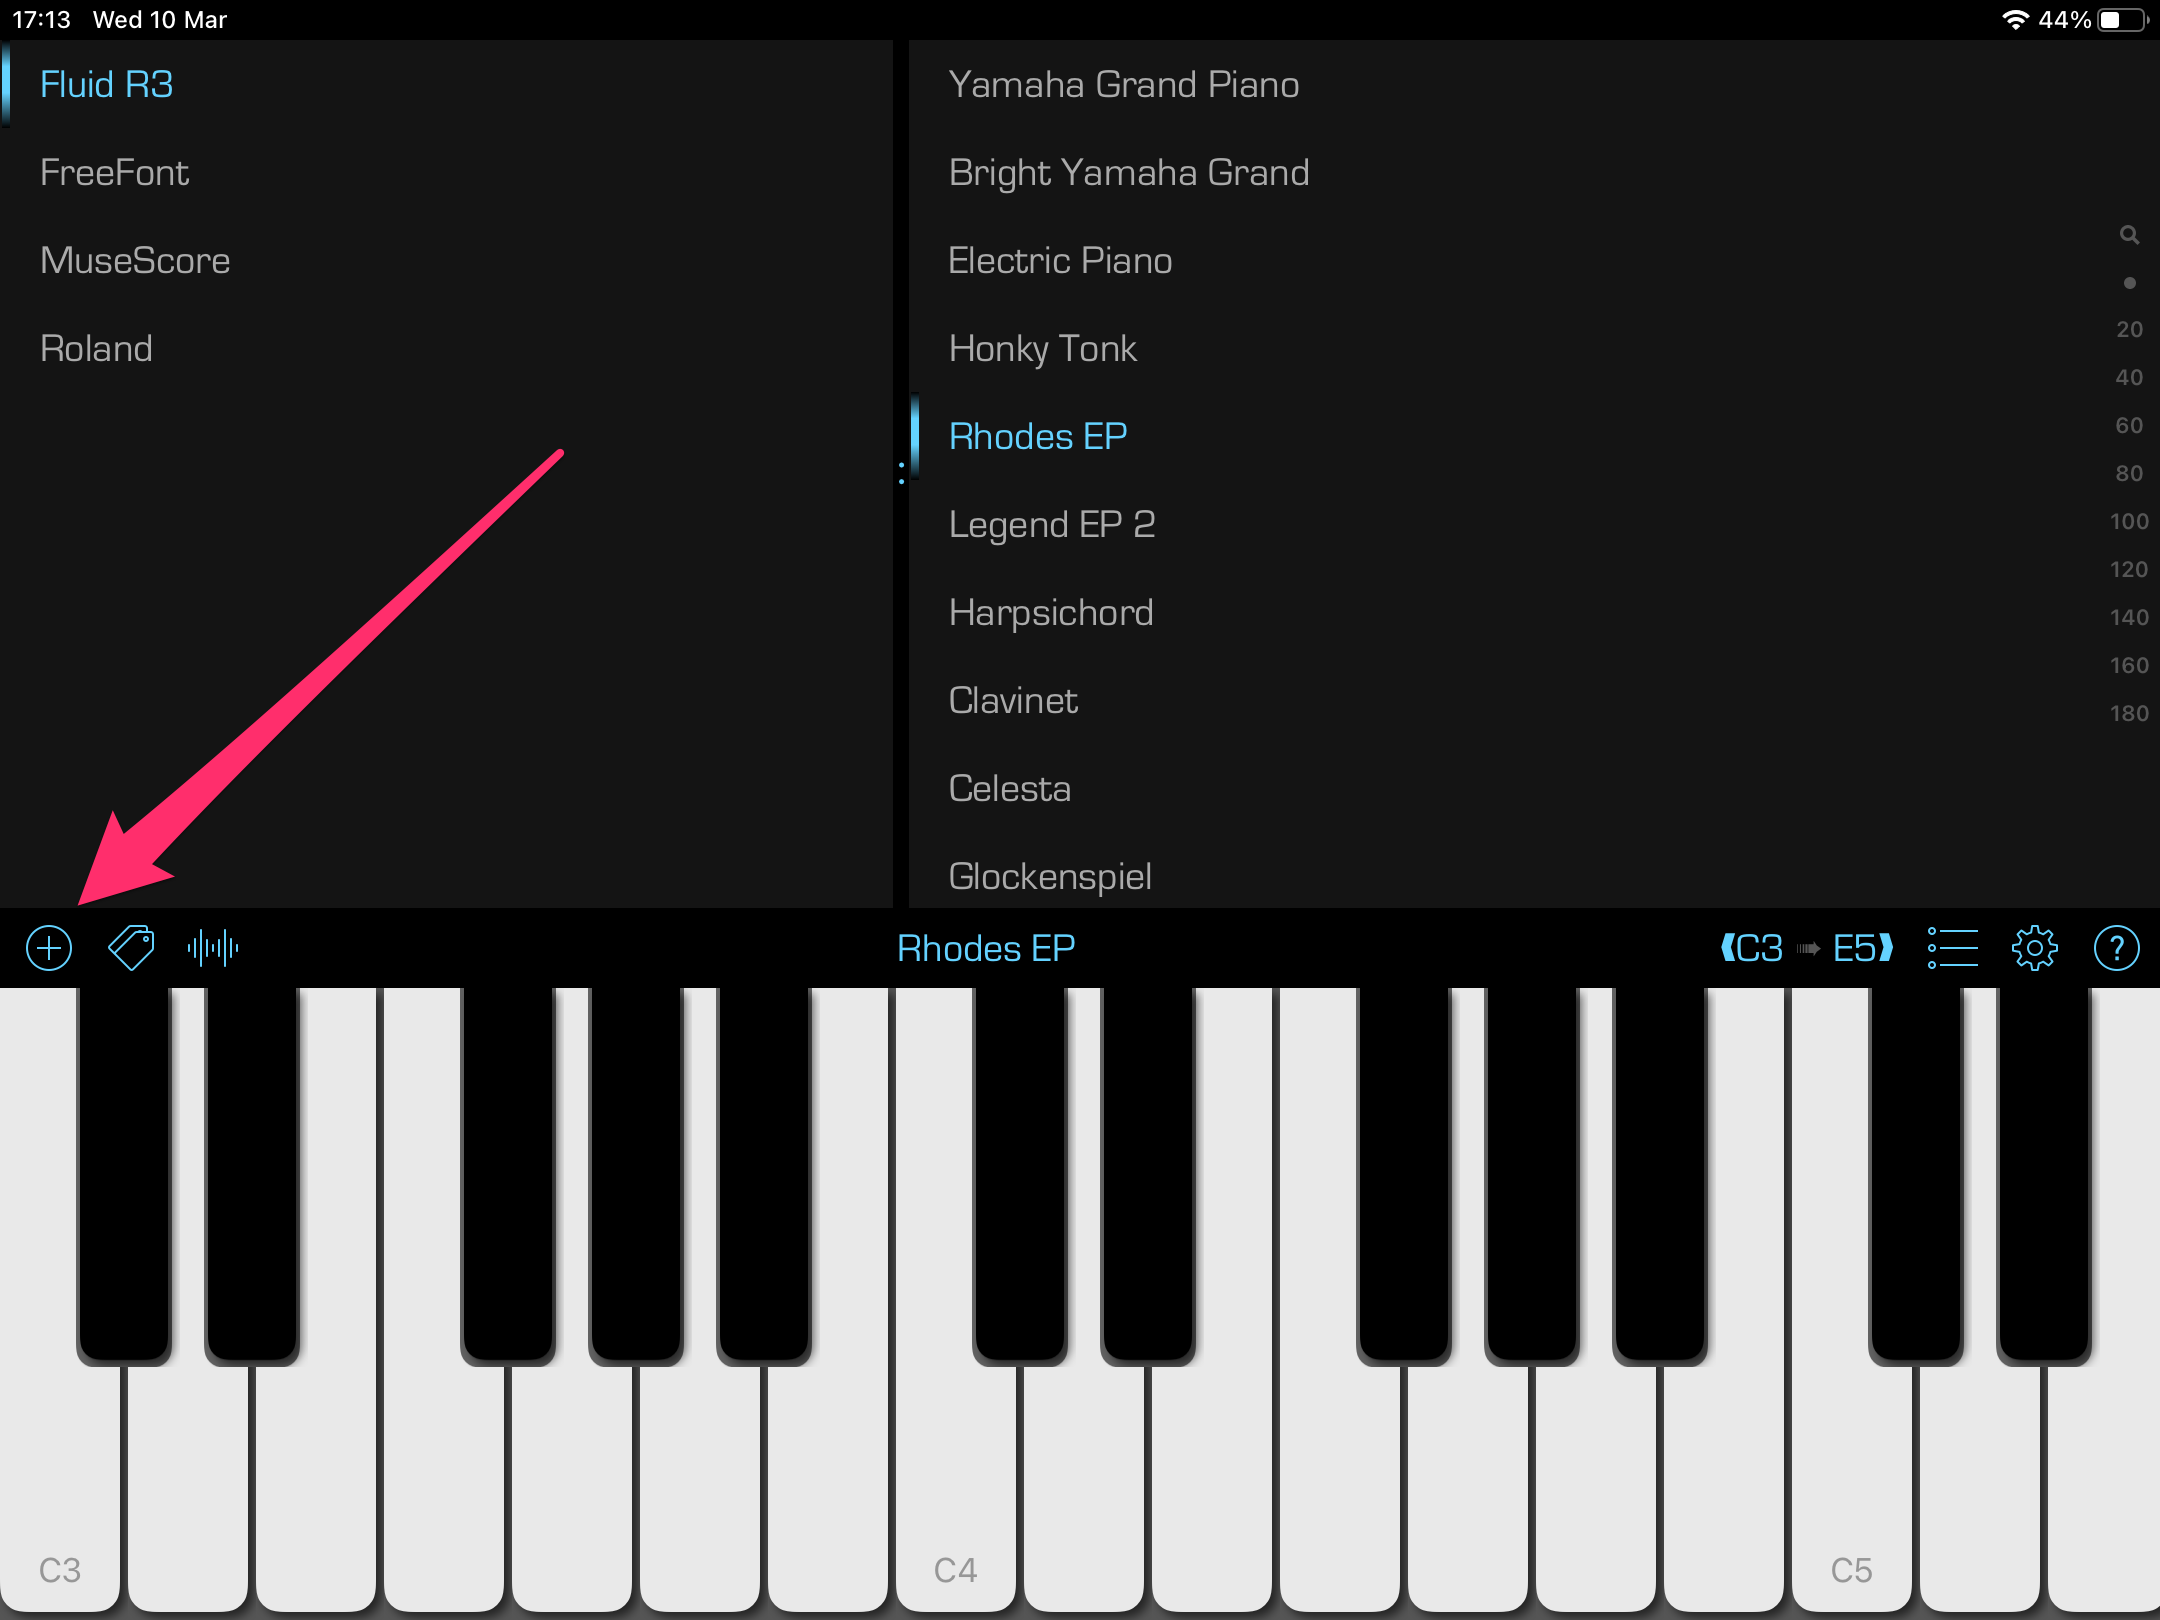 17:13 Wed 10 Mar
44%
Fluid R3
FreeFont
MuseScore
Roland
Yamaha Grand Piano
Bright Yamaha Grand
Electric Piano
Honky Tonk
Rhodes EP
Legend EP 2
Harpsichord
Clavinet
Celesta
Glockenspiel
20
40
60
80
100
120
140
160
180
Rhodes EP
C3 E5
?
C3
C4
C5